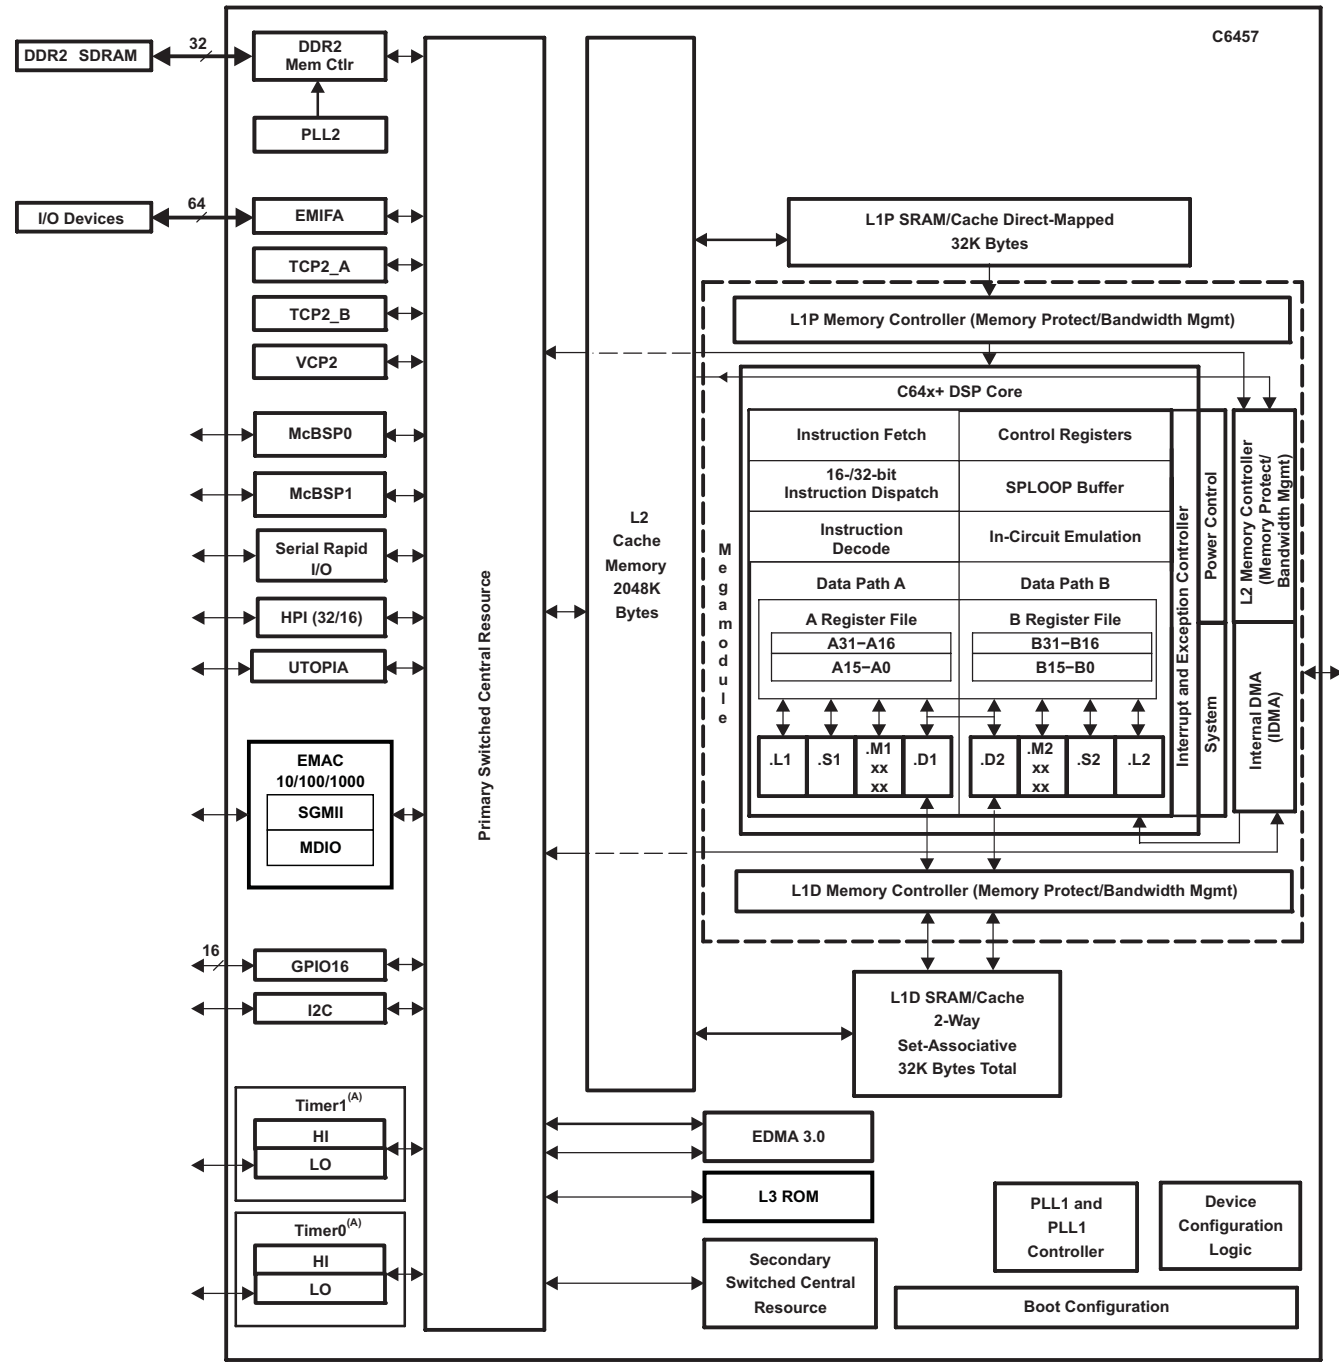 C6457
32
DDR2 SDRAM
DDR2
Mem Ctlr
PLL2
64
I/O Devices
EMIFA
TCP2_A
TCP2_B
VCP2
McBSP0
McBSP1
Serial Rapid
I/O
HPI (32/16)
UTOPIA
EMAC
10/100/1000
SGMII
MDIO
16
GPIO16
I2C
Timer1(A)
HI
LO
Timer0(A)
HI
LO
Primary Switched Central Resource
L2
Cache
Memory
2048K
Bytes
L1P SRAM/Cache Direct-Mapped
32K Bytes
L1P Memory Controller (Memory Protect/Bandwidth Mgmt)
Megamodule
C64x+ DSP Core
Instruction Fetch
Control Registers
16-/32-bit
Instruction Dispatch
SPLOOP Buffer
Instruction
Decode
In-Circuit Emulation
Data Path A
Data Path B
A Register File
B Register File
A31−A16
B31−B16
A15−A0
B15−B0
.L1
.S1
.M1
xx
xx
.D1
.D2
.M2
xx
xx
.S2
.L2
Interrupt and Exception Controller
Power Control
System
L2 Memory Controller
(Memory Protect/
Bandwidth Mgmt)
Internal DMA
(IDMA)
L1D Memory Controller (Memory Protect/Bandwidth Mgmt)
L1D SRAM/Cache
2-Way
Set-Associative
32K Bytes Total
EDMA 3.0
L3 ROM
Secondary
Switched Central
Resource
PLL1 and
PLL1
Controller
Device
Configuration
Logic
Boot Configuration